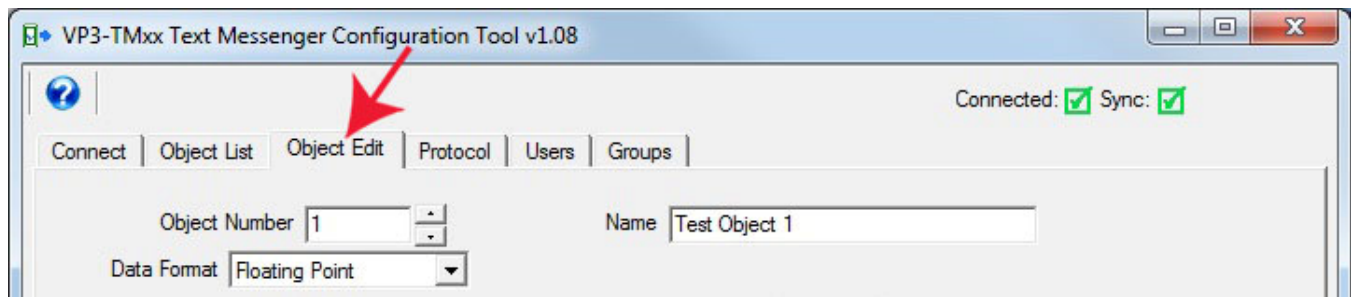 VP3-TMxx Text Messenger Configuration Tool v1.08
Connected: Sync:
Connect Object List Object Edit Protocol Users Groups
Object Number 1 Name Test Object 1
Data Format Floating Point